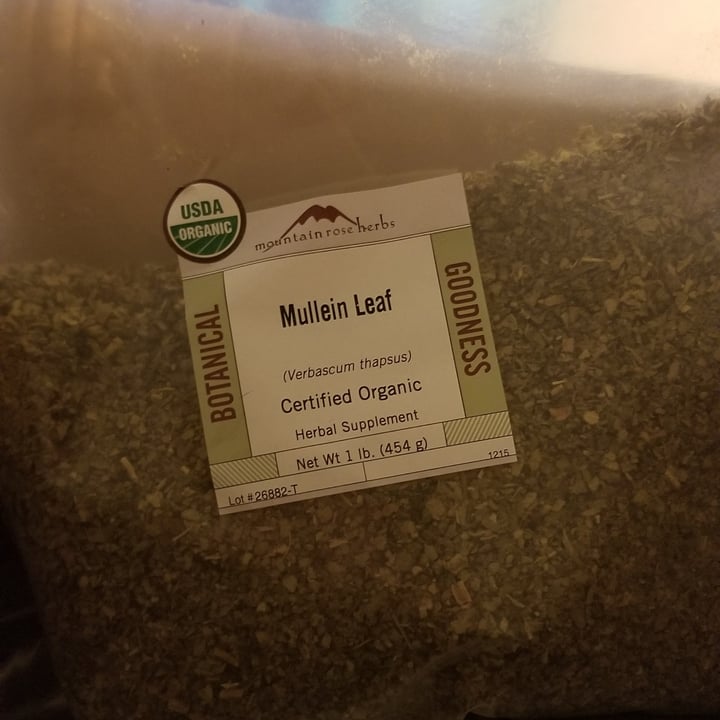 USDA
ORGANIC
mountain rose herbs
BOTANICAL
GOODNESS
Mullein Leaf
(Verbascum thapsus)
Certified Organic
Herbal Supplement
Net Wt 1 lb. (454 g)
Lot #26882-T
1215